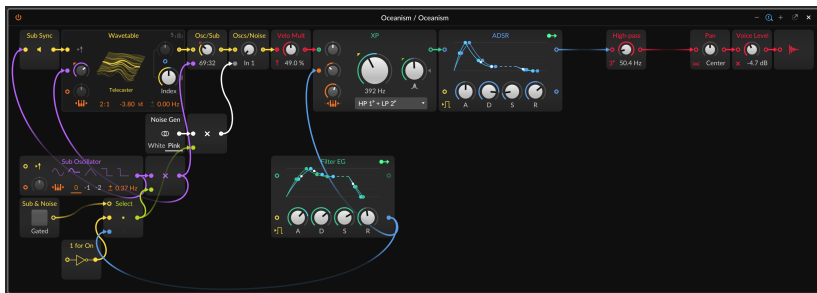 Oceanism / Oceanism
Sub Sync
Wavetable
Osc/Sub
Oscs/Noise
Velo Mult
XP
ADSR
High-pass
Pan
Voice Level
Telecaster
Index
69:32
In 1
49.0 %
392 Hz
50.4 Hz
Center
-4.7 dB
2:1
-3.80 st
± 0.00 Hz
HP 1" + LP 2"
A
D
S
R
Noise Gen
White Pink
Sub Oscillator
0 -1 -2
± 0.37 Hz
Filter EG
Sub & Noise
Select
Gated
A
D
S
R
1 for On